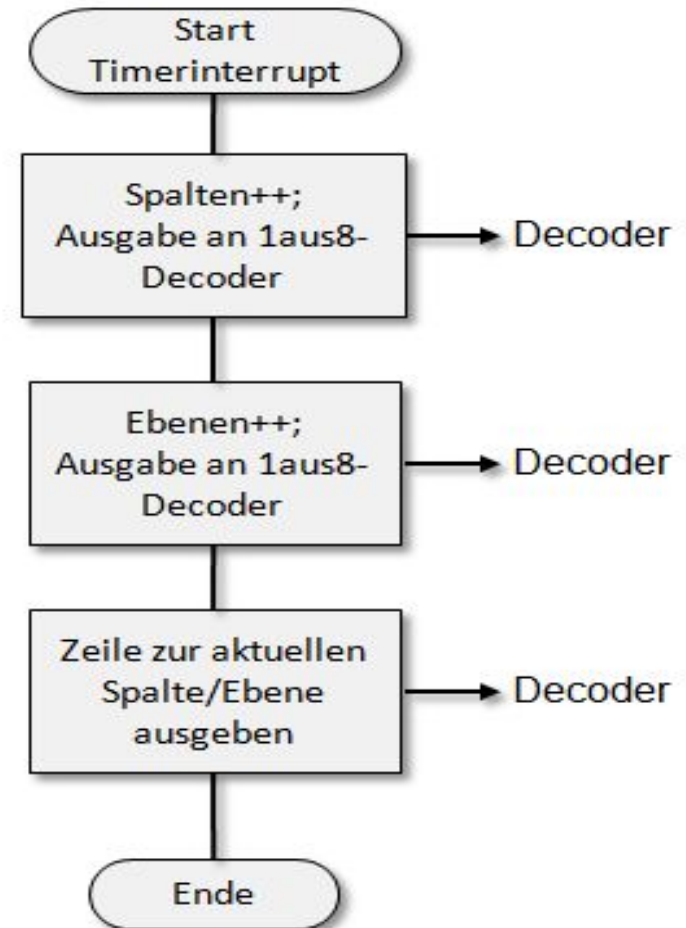 Start
Timerinterrupt
Spalten++;
Ausgabe an 1aus8-
Decoder
Decoder
Ebenen++;
Ausgabe an 1aus8-
Decoder
Decoder
Zeile zur aktuellen
Spalte/Ebene
ausgeben
Decoder
Ende